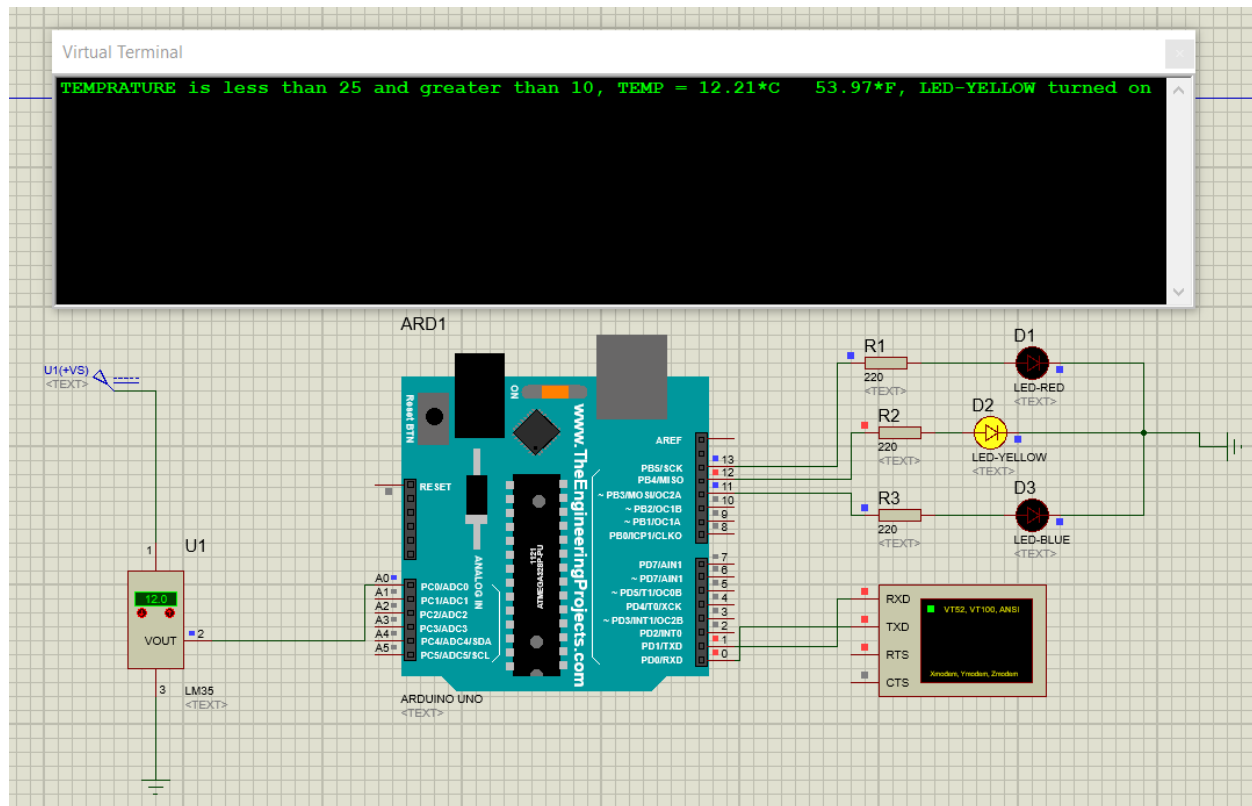 Virtual Terminal
TEMPRATURE is less than 25 and greater than 10, TEMP = 12.21*C   53.97*F, LED-YELLOW turned on
ARD1
U1(+VS)
<TEXT>
Reset BTN
ON
www.TheEngineeringProjects.com
1121
ATMEGA328P-PU
ANALOG IN
RESET
AREF
PB5/SCK
PB4/MISO
~ PB3/MOSI/OC2A
~ PB2/OC1B
~ PB1/OC1A
PB0/ICP1/CLKO
13
12
11
10
9
8
PD7/AIN1
~ PD7/AIN1
~ PD5/T1/OC0B
PD4/T0/XCK
~ PD3/INT1/OC2B
PD2/INT0
PD1/TXD
PD0/RXD
7
6
5
4
3
2
1
0
A0
A1
A2
A3
A4
A5
PC0/ADC0
PC1/ADC1
PC2/ADC2
PC3/ADC3
PC4/ADC4/SDA
PC5/ADC5/SCL
ARDUINO UNO
<TEXT>
1
U1
12.0
VOUT
2
3
LM35
<TEXT>
R1
220
<TEXT>
D1
LED-RED
<TEXT>
R2
220
<TEXT>
D2
LED-YELLOW
<TEXT>
R3
220
<TEXT>
D3
LED-BLUE
<TEXT>
RXD
TXD
RTS
CTS
VT52, VT100, ANSI
Xmodem, Ymodem, Zmodem